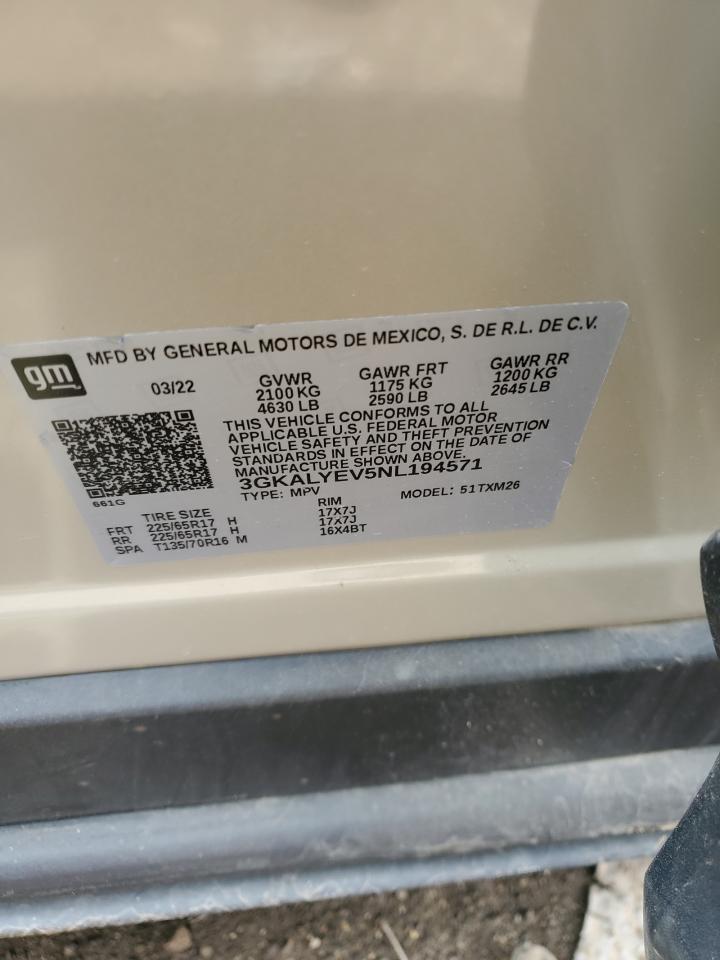 gm
MFD BY GENERAL MOTORS DE MEXICO, S. DE R.L. DE C.V.
03/22 GVWR GAWR FRT GAWR RR
2100 KG 1175 KG 1200 KG
4630 LB 2590 LB 2645 LB
THIS VEHICLE CONFORMS TO ALL
APPLICABLE U.S. FEDERAL MOTOR
VEHICLE SAFETY AND THEFT PREVENTION
STANDARDS IN EFFECT ON THE DATE OF
MANUFACTURE SHOWN ABOVE.
3GKALYEV5NL194571
661G TYPE: MPV MODEL: 51TXM26
TIRE SIZE RIM
FRT 225/65R17 H 17X7J
RR 225/65R17 H 17X7J
SPA T135/70R16 M 16X4BT